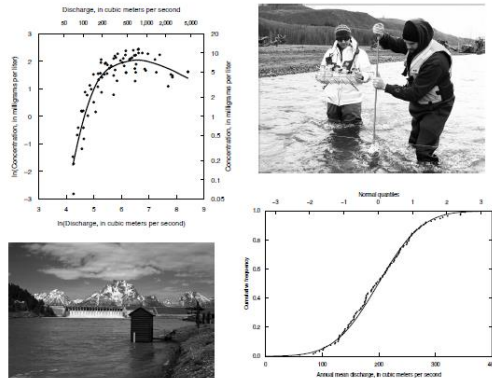 Discharge, in cubic meters per second
50 100 200 500 1,000 2,000 5,000
3
2
1
0
−1
−2
−3
ln(Concentration, in milligrams per liter)
20
10
5
2
1
0.5
0.2
0.1
0.05
Concentration, in milligrams per liter
3 4 5 6 7 8 9
ln(Discharge, in cubic meters per second)
Normal quantiles
−3 −2 −1 0 1 2 3
1.0
0.8
0.6
0.4
0.2
0.0
Cumulative frequency
0 100 200 300
Annual mean discharge, in cubic meters per second